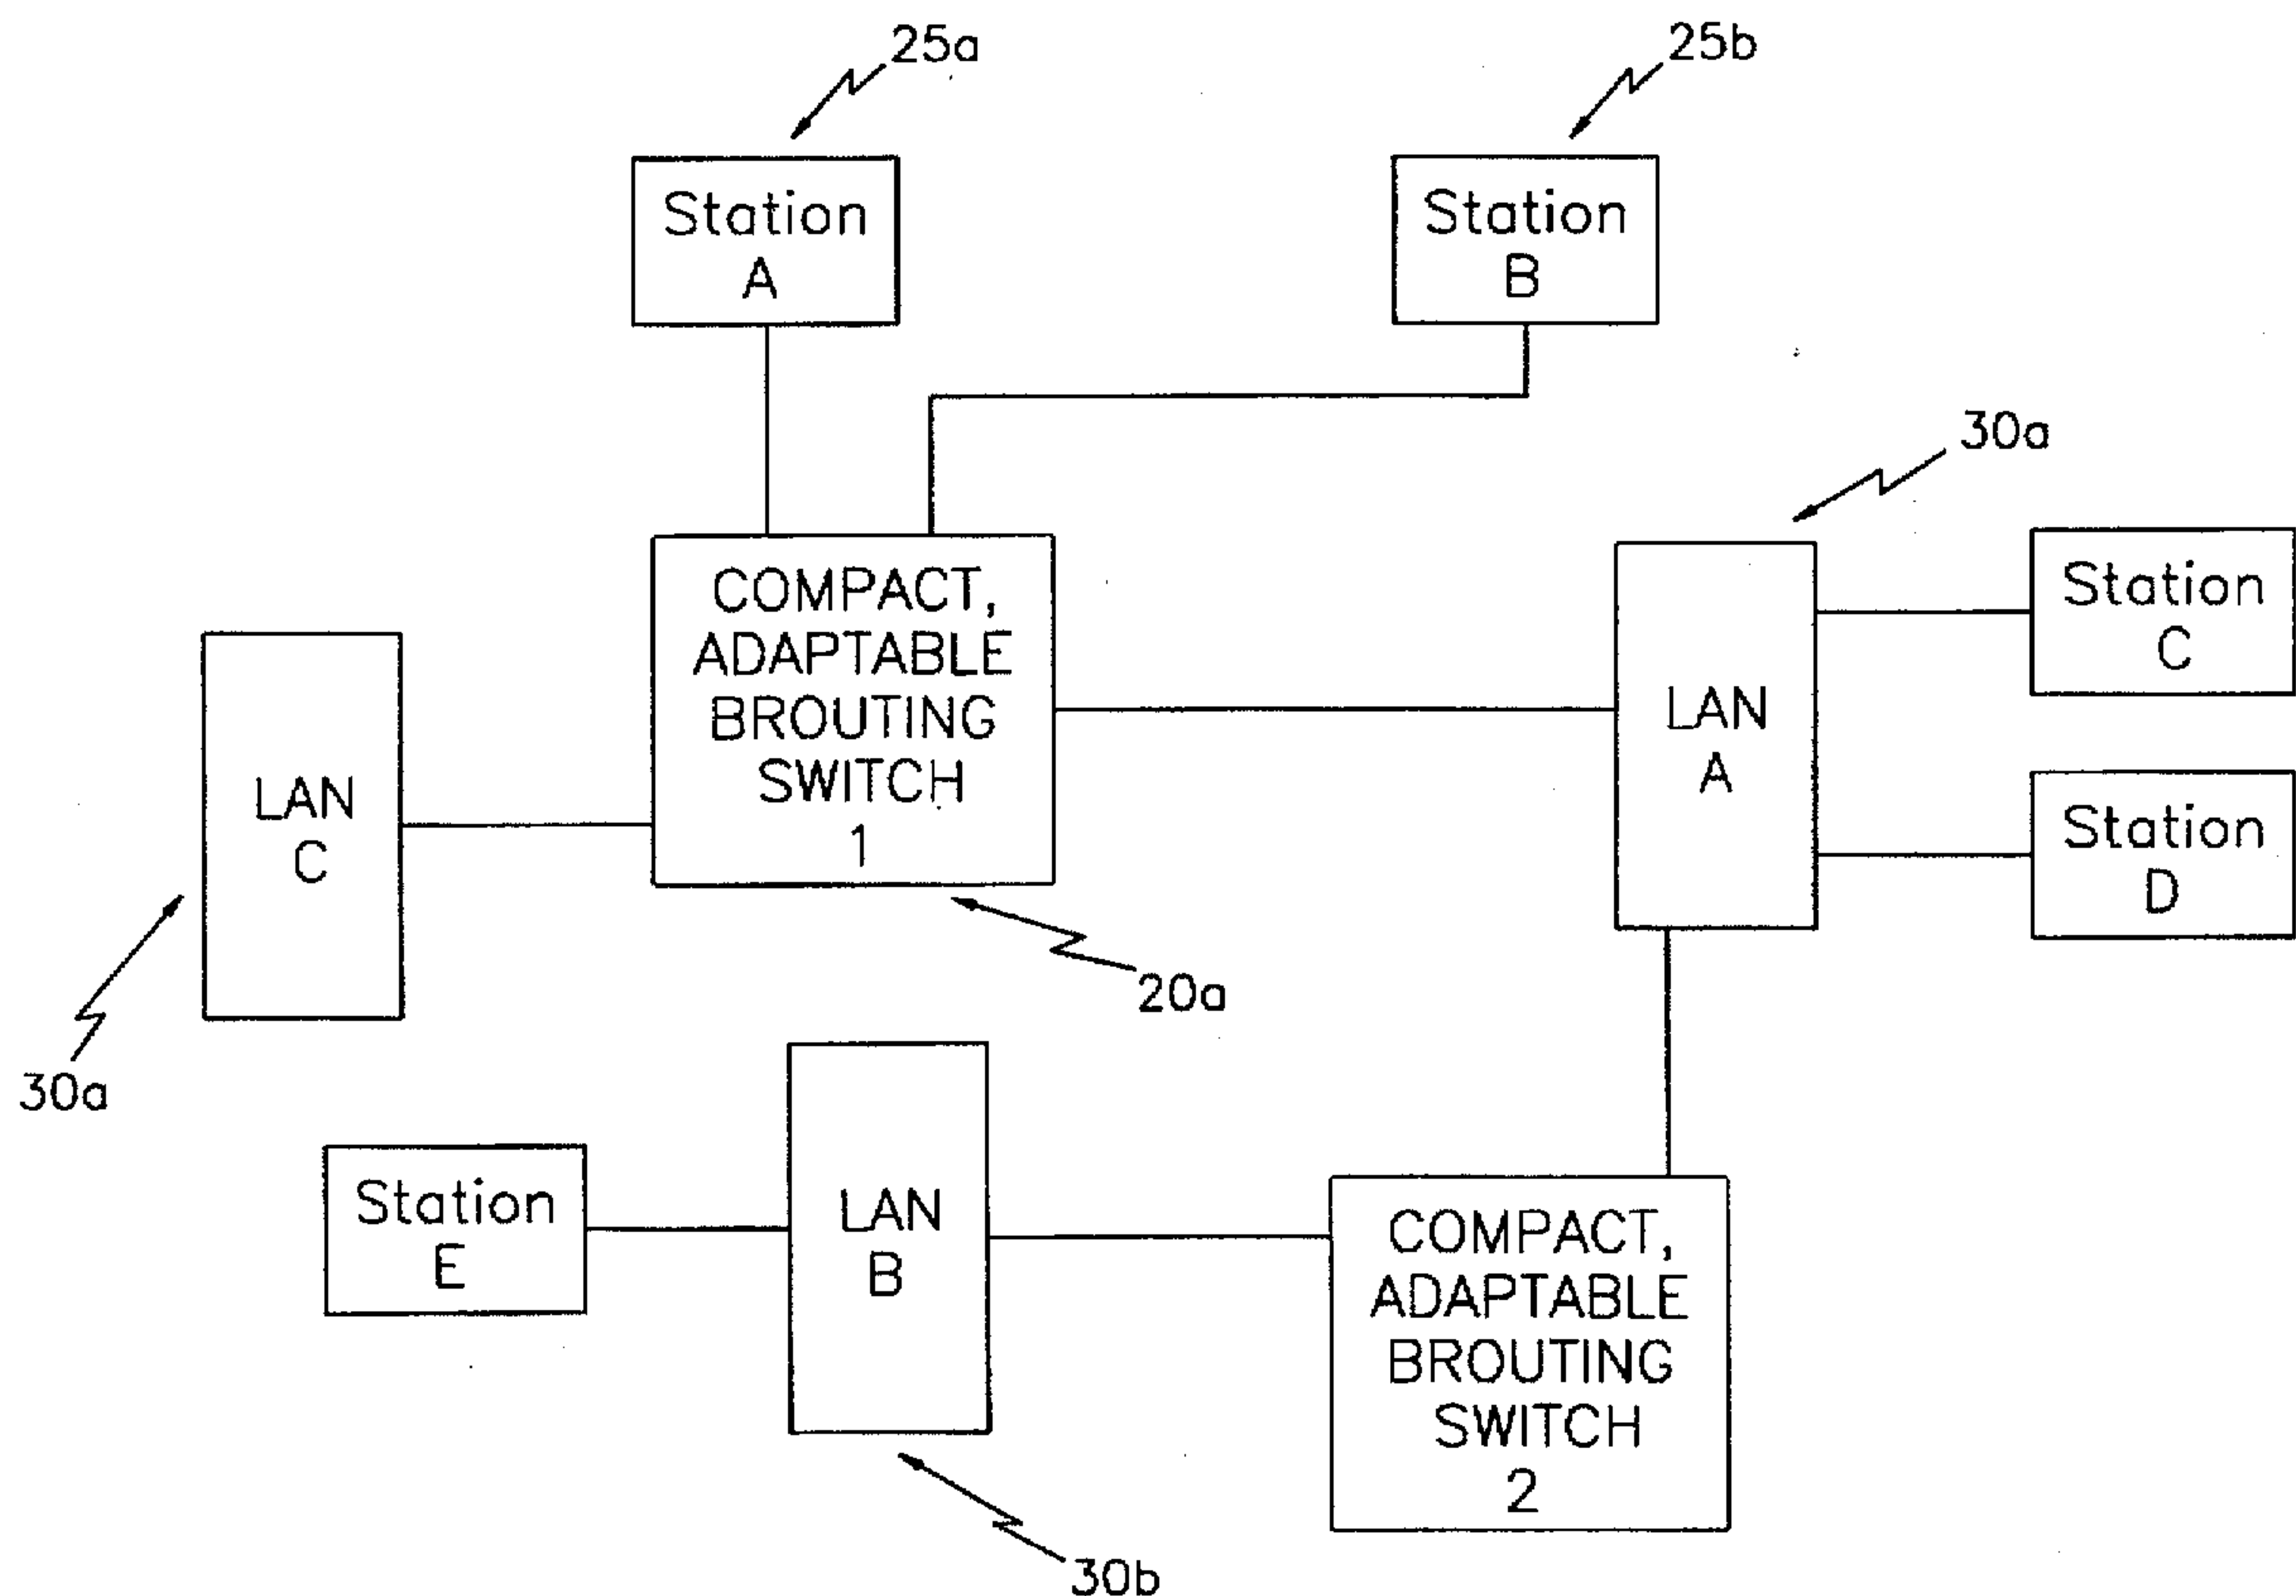 25a
25b
Station
A
Station
B
30a
COMPACT,
ADAPTABLE
BROUTING
SWITCH
1
LAN
A
Station
C
Station
D
LAN
C
20a
30a
Station
E
LAN
B
COMPACT,
ADAPTABLE
BROUTING
SWITCH
2
30b